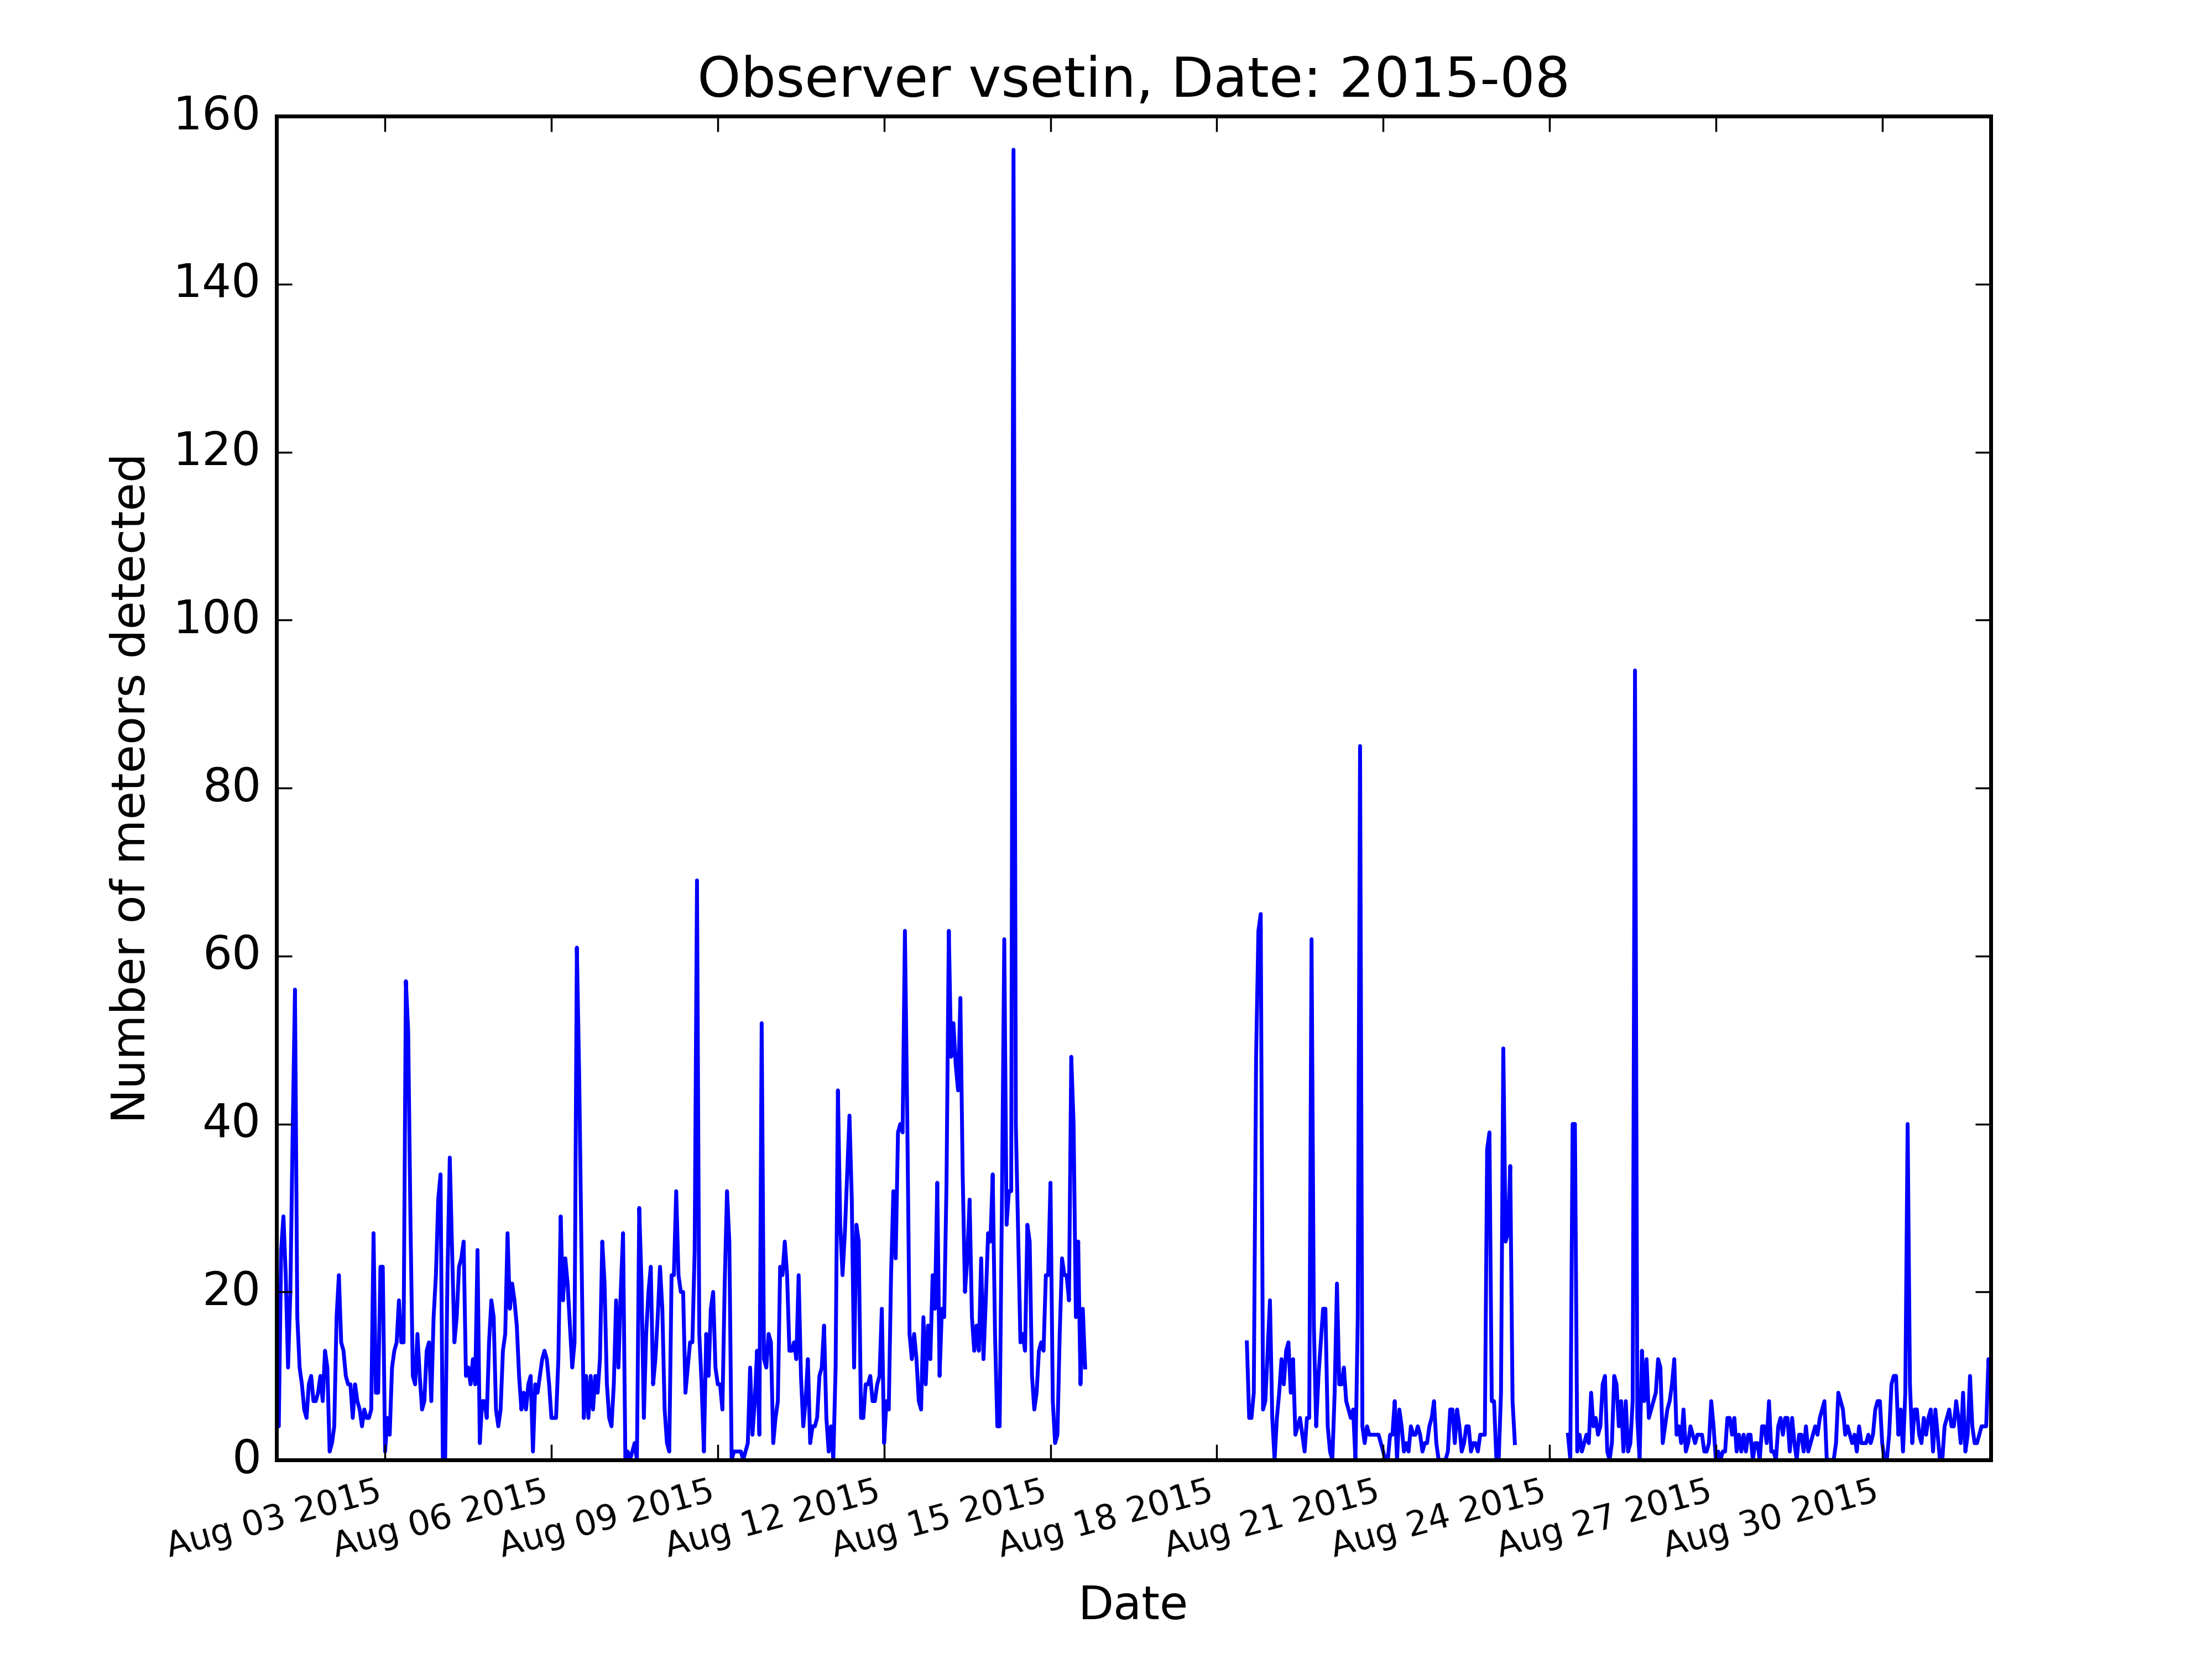 Observer vsetin, Date: 2015-08
160
140
120
100
80
60
40
20
0
Number of meteors detected
Aug 03 2015
Aug 06 2015
Aug 09 2015
Aug 12 2015
Aug 15 2015
Aug 18 2015
Aug 21 2015
Aug 24 2015
Aug 27 2015
Aug 30 2015
Date